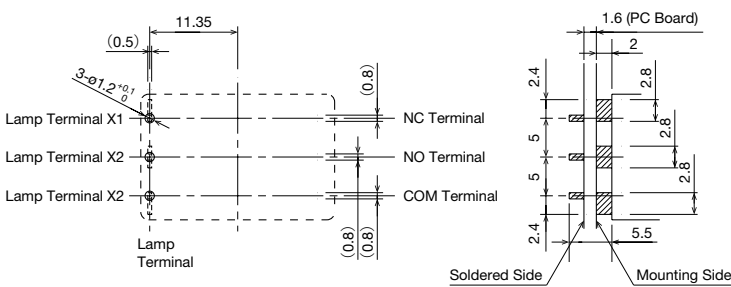 11.35
1.6 (PC Board)
(0.5)
2
3-ø1.2 +0.1 0
(0.8)
2.4
2.8
Lamp Terminal X1
NC Terminal
5
2.8
Lamp Terminal X2
NO Terminal
5
2.8
Lamp Terminal X2
COM Terminal
(0.8)
(0.8)
2.4
5.5
Lamp
Terminal
Soldered Side
Mounting Side